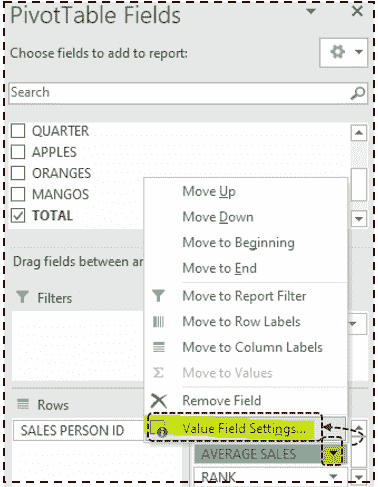 PivotTable Fields
Choose fields to add to report:
Search
QUARTER
APPLES
ORANGES
MANGOS
TOTAL
Move Up
Move Down
Move to Beginning
Move to End
Drag fields between ar
Filters
Move to Report Filter
Move to Row Labels
Move to Column Labels
Move to Values
Remove Field
Rows
Value Field Settings...
SALES PERSON ID
AVERAGE SALES
RANK